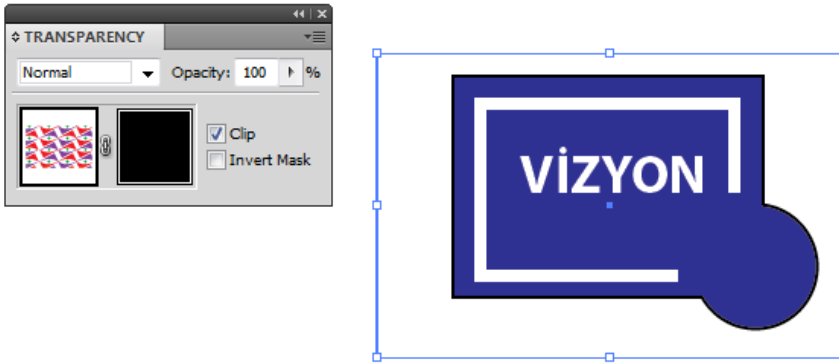 TRANSPARENCY
Normal Opacity: 100 %
Clip
Invert Mask
VİZYON